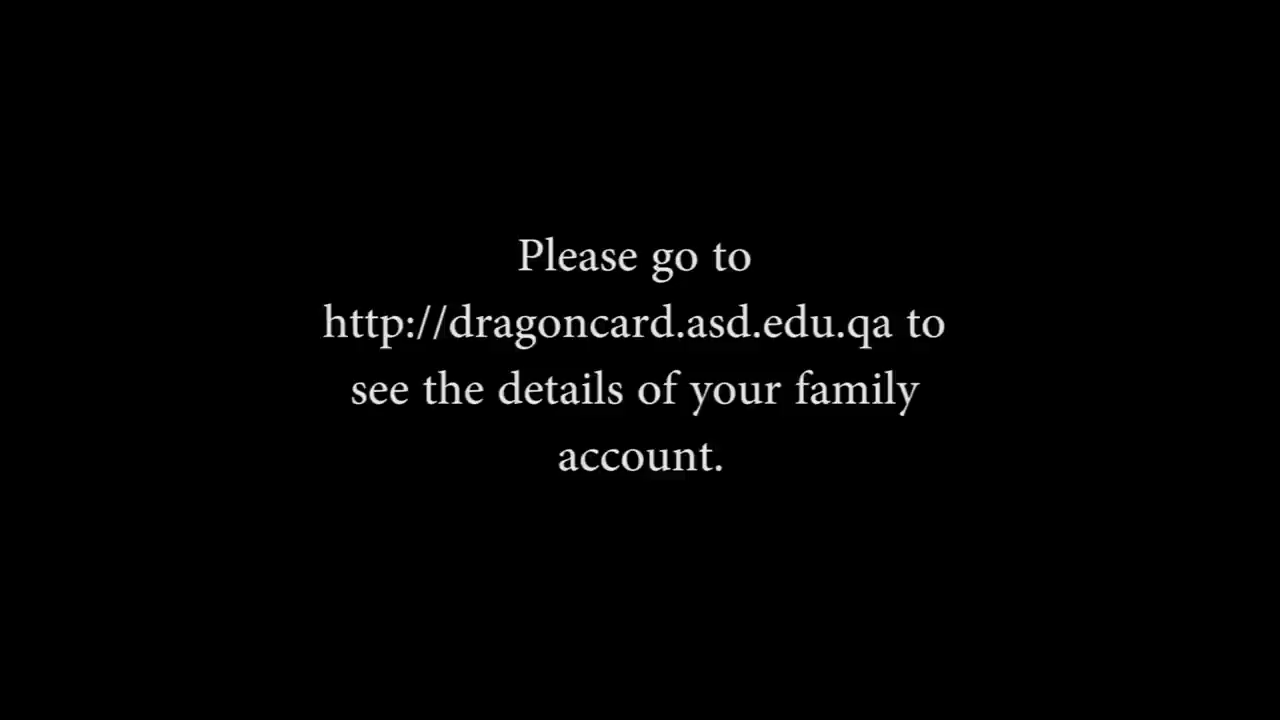 Please go to
http://dragoncard.asd.edu.qa to
see the details of your family
account.